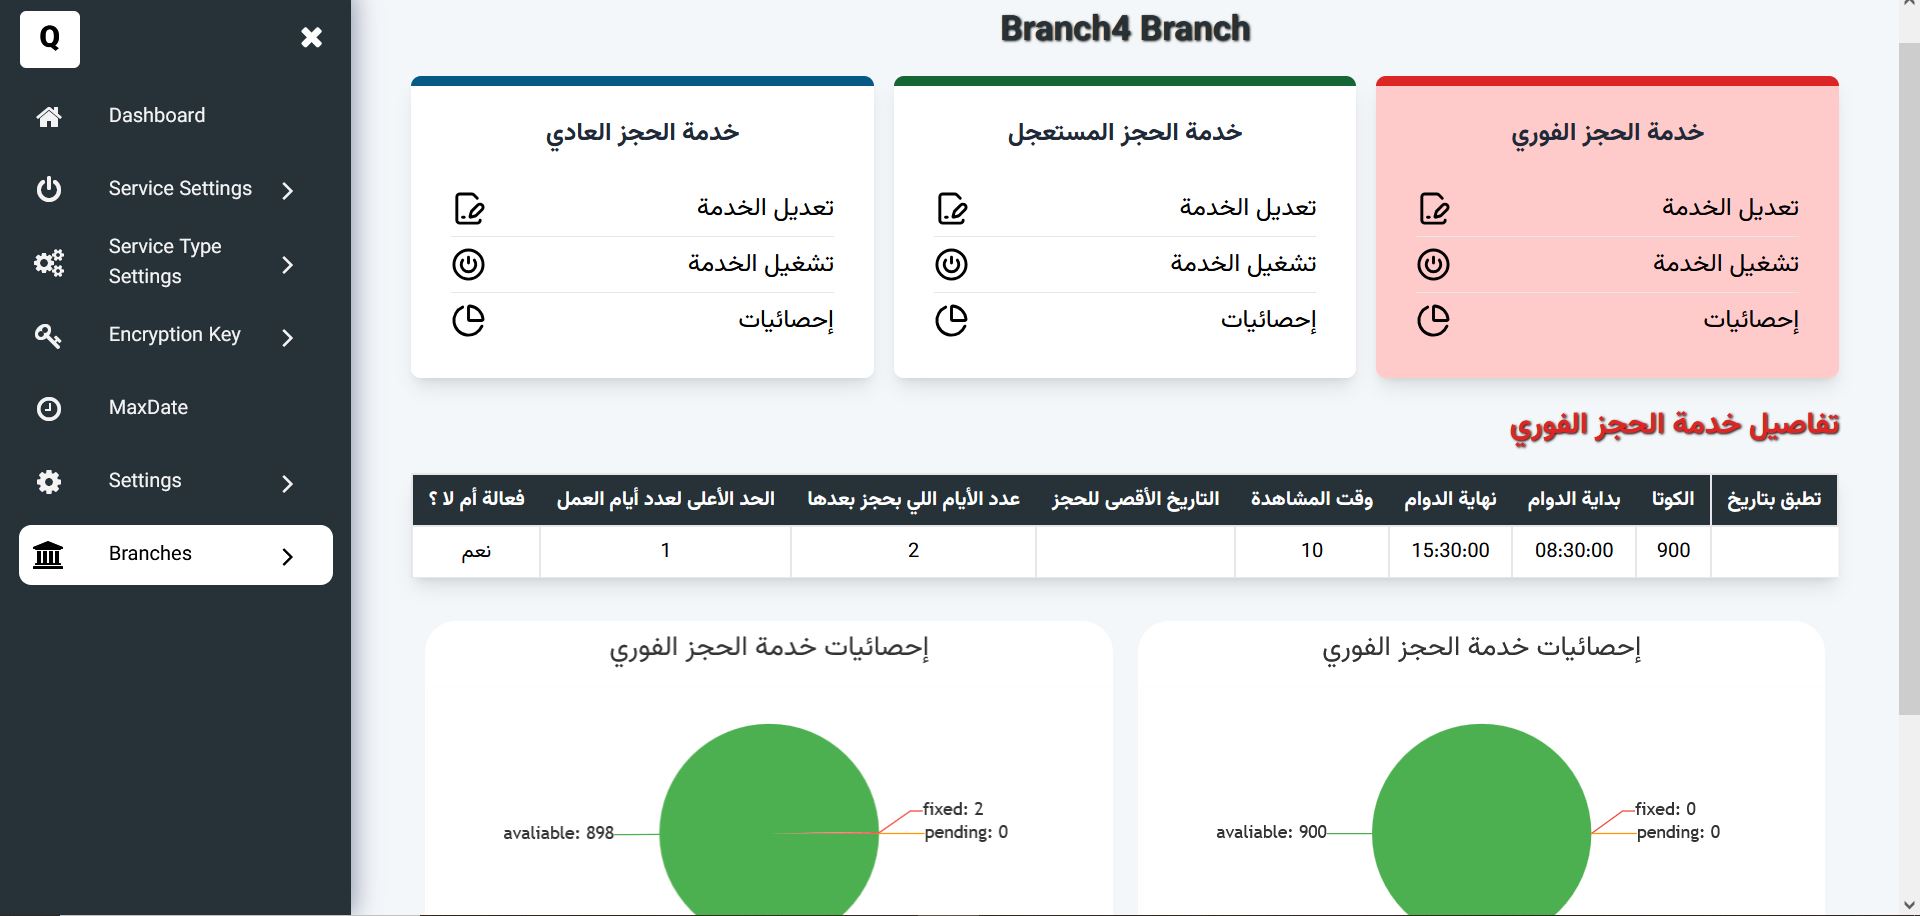 Q
Dashboard
Service Settings
Service Type
Settings
Encryption Key
MaxDate
Settings
Branches
Branch4 Branch
خدمة الحجز الفوري
تعديل الخدمة
تشغيل الخدمة
إحصائيات
خدمة الحجز المستعجل
تعديل الخدمة
تشغيل الخدمة
إحصائيات
خدمة الحجز العادي
تعديل الخدمة
تشغيل الخدمة
إحصائيات
تفاصيل خدمة الحجز الفوري
تطبق بتاريخ الكوتا بداية الدوام نهاية الدوام وقت المشاهدة التاريخ الأقصى للحجز عدد الأيام اللي بحجز بعدها الحد الأعلى لعدد أيام العمل فعالة أم لا ؟
900 08:30:00 15:30:00 10 2 1 نعم
إحصائيات خدمة الحجز الفوري
fixed: 0
pending: 0
avaliable: 900
إحصائيات خدمة الحجز الفوري
fixed: 2
pending: 0
avaliable: 898